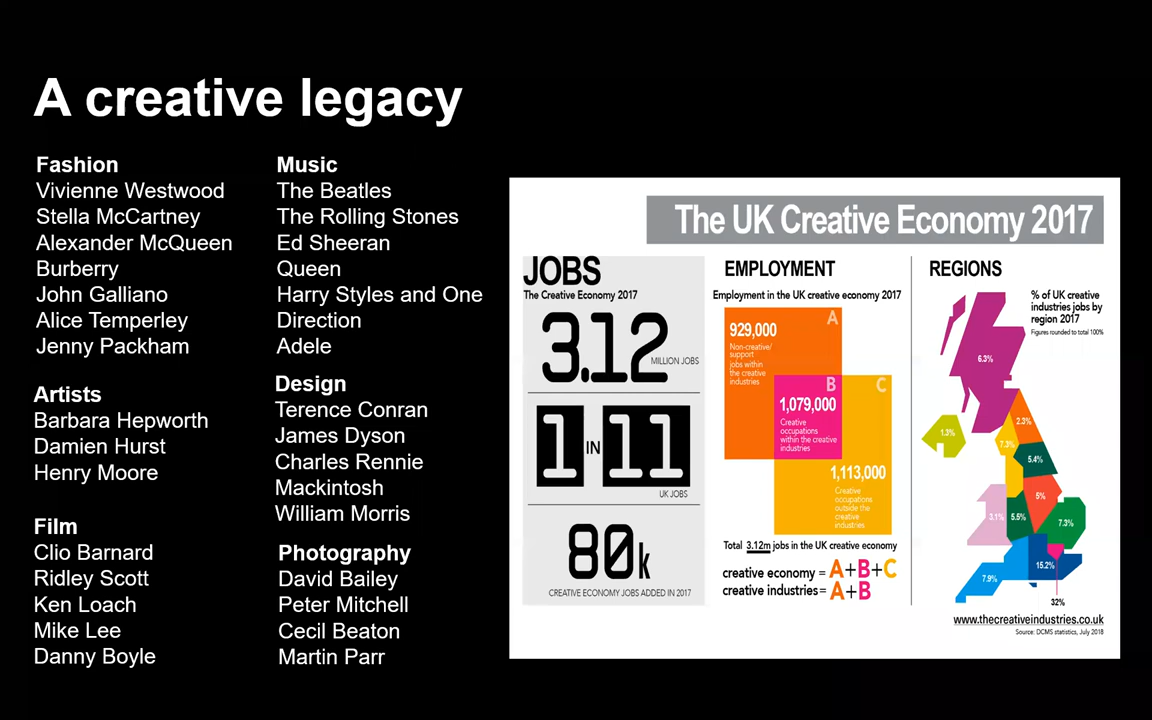 A creative legacy
Fashion
Vivienne Westwood
Stella McCartney
Alexander McQueen
Burberry
John Galliano
Alice Temperley
Jenny Packham
Artists
Barbara Hepworth
Damien Hurst
Henry Moore
Film
Clio Barnard
Ridley Scott
Ken Loach
Mike Lee
Danny Boyle
Music
The Beatles
The Rolling Stones
Ed Sheeran
Queen
Harry Styles and One
Direction
Adele
Design
Terence Conran
James Dyson
Charles Rennie
Mackintosh
William Morris
Photography
David Bailey
Peter Mitchell
Cecil Beaton
Martin Parr
The UK Creative Economy 2017
JOBS
The Creative Economy 2017
3.12
MILLION JOBS
1 IN 11
UK JOBS
80k
CREATIVE ECONOMY JOBS ADDED IN 2017
EMPLOYMENT
Employment in the UK creative economy 2017
A
929,000
Non-creative/
support
jobs within
the creative
industries
B
1,079,000
Creative
occupations
within the creative
industries
C
1,113,000
Creative
occupations
outside the
creative
industries
Total 3.12m jobs in the UK creative economy
creative economy = A+B+C
creative industries= A+B
REGIONS
% of UK creative
industries jobs by
region 2017
Figures rounded to total 100%
6.3%
1.3%
2.3%
7.3%
5.4%
5%
3.1%
5.5%
7.3%
15.2%
7.9%
32%
www.thecreativeindustries.co.uk
Source: DCMS statistics, July 2018